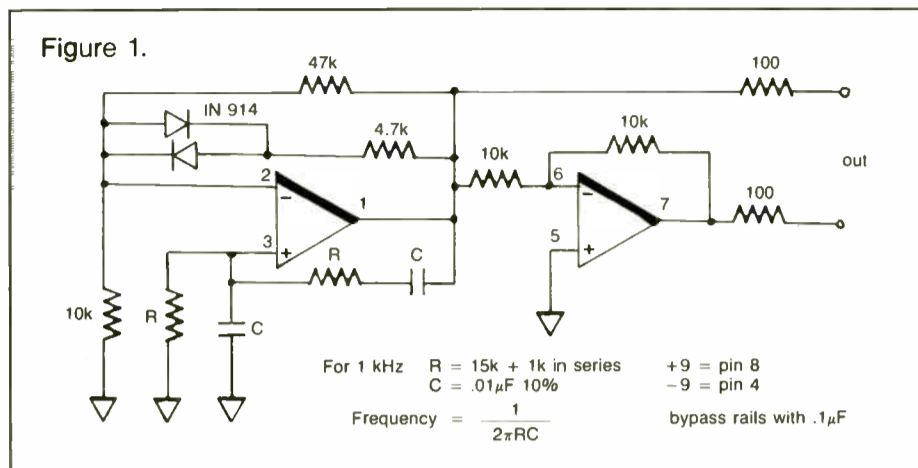 Figure 1.
47k
100
IN 914
4.7k
10k
10k
out
2
6
1
7
100
3
5
R
C
10k
R
C
For 1 kHz R = 15k + 1k in series +9 = pin 8
C = .01µF 10% −9 = pin 4
Frequency = 1 / 2πRC bypass rails with .1µF
−
+
−
+